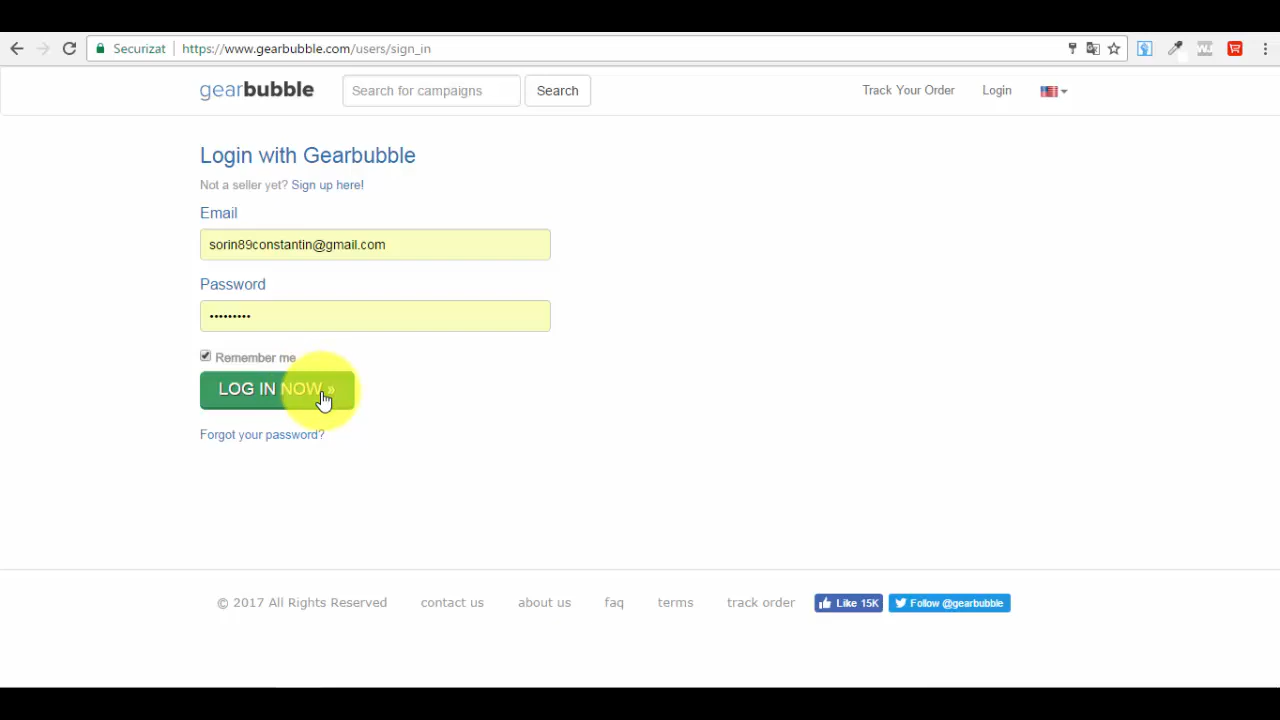 Securizat https://www.gearbubble.com/users/sign_in
gearbubble Search for campaigns Search Track Your Order Login
Login with Gearbubble
Not a seller yet? Sign up here!
Email
sorin89constantin@gmail.com
Password
•••••••••
Remember me
LOG IN NOW »
Forgot your password?
© 2017 All Rights Reserved contact us about us faq terms track order Like 15K Follow @gearbubble